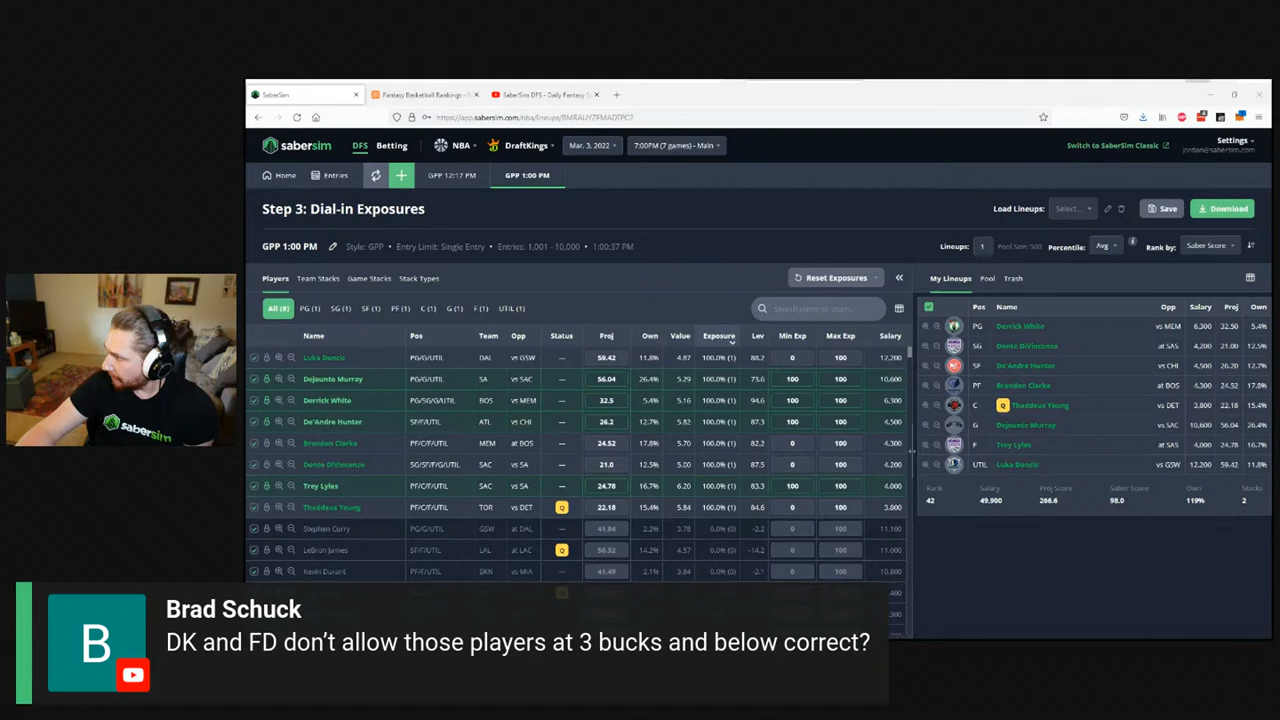 SaberSim
Fantasy Basketball Rankings -
SaberSim DFS - Daily Fantasy S
https://app.sabersim.com/nba/lineups/BMRAUYZFMADTPC2
sabersim DFS Betting NBA DraftKings Mar. 3, 2022 7:00PM (7 games) - Main Switch to SaberSim Classic Settings
jordan@sabersim.com
Home Entries GPP 12:17 PM GPP 1:00 PM
Step 3: Dial-in Exposures Load Lineups: Select... Save Download
GPP 1:00 PM Style: GPP • Entry Limit: Single Entry • Entries: 1,001 - 10,000 • 1:00:37 PM Lineups: 1 Pool Size: 500 Percentile: Avg Rank by: Saber Score
Players Team Stacks Game Stacks Stack Types Reset Exposures My Lineups Pool Trash
All (8) PG (1) SG (1) SF (1) PF (1) C (1) G (1) F (1) UTIL (1) Search name or team,
Name Pos Team Opp Status Proj Own Value Exposure Lev Min Exp Max Exp Salary
Luka Doncic PG/G/UTIL DAL vs GSW — 59.42 11.8% 4.87 100.0% (1) 88.2 0 100 12,200
Dejounte Murray PG/G/UTIL SA vs SAC — 56.04 26.4% 5.29 100.0% (1) 73.6 100 100 10,600
Derrick White PG/SG/G/UTIL BOS vs MEM — 32.5 5.4% 5.16 100.0% (1) 94.6 100 100 6,300
De'Andre Hunter SF/F/UTIL ATL vs CHI — 26.2 12.7% 5.82 100.0% (1) 87.3 100 100 4,500
Brandon Clarke PF/C/F/UTIL MEM at BOS — 24.52 17.8% 5.70 100.0% (1) 82.2 0 100 4,300
Donte DiVincenzo SG/SF/F/G/UTIL SAC vs SA — 21.0 12.5% 5.00 100.0% (1) 87.5 0 100 4,200
Trey Lyles PF/C/F/UTIL SAC vs SA — 24.78 16.7% 6.20 100.0% (1) 83.3 100 100 4,000
Thaddeus Young PF/C/F/UTIL TOR vs DET Q 22.18 15.4% 5.84 100.0% (1) 84.6 0 100 3,800
Stephen Curry PG/G/UTIL GSW at DAL — 41.94 2.2% 3.78 0.0% (0) -2.2 0 100 11,100
LeBron James SF/F/UTIL LAL at LAC Q 50.32 14.2% 4.57 0.0% (0) -14.2 0 100 11,000
Kevin Durant PF/F/UTIL BKN vs MIA — 41.49 2.1% 3.84 0.0% (0) -2.1 0 100 10,800
Pos Name Opp Salary Proj Own
PG Derrick White vs MEM 6,300 32.50 5.4%
SG Donte DiVincenzo at SAS 4,200 21.00 12.5%
SF De'Andre Hunter vs CHI 4,500 26.20 12.7%
PF Brandon Clarke at BOS 4,300 24.52 17.8%
C Q Thaddeus Young vs DET 3,800 22.18 15.4%
G Dejounte Murray vs SAC 10,600 56.04 26.4%
F Trey Lyles at SAS 4,000 24.78 16.7%
UTIL Luka Doncic vs GSW 12,200 59.42 11.8%
Rank Salary Proj Score Saber Score Own Stacks
42 49,900 266.6 98.0 119% 2
sabersim
B
Brad Schuck
DK and FD don't allow those players at 3 bucks and below correct?